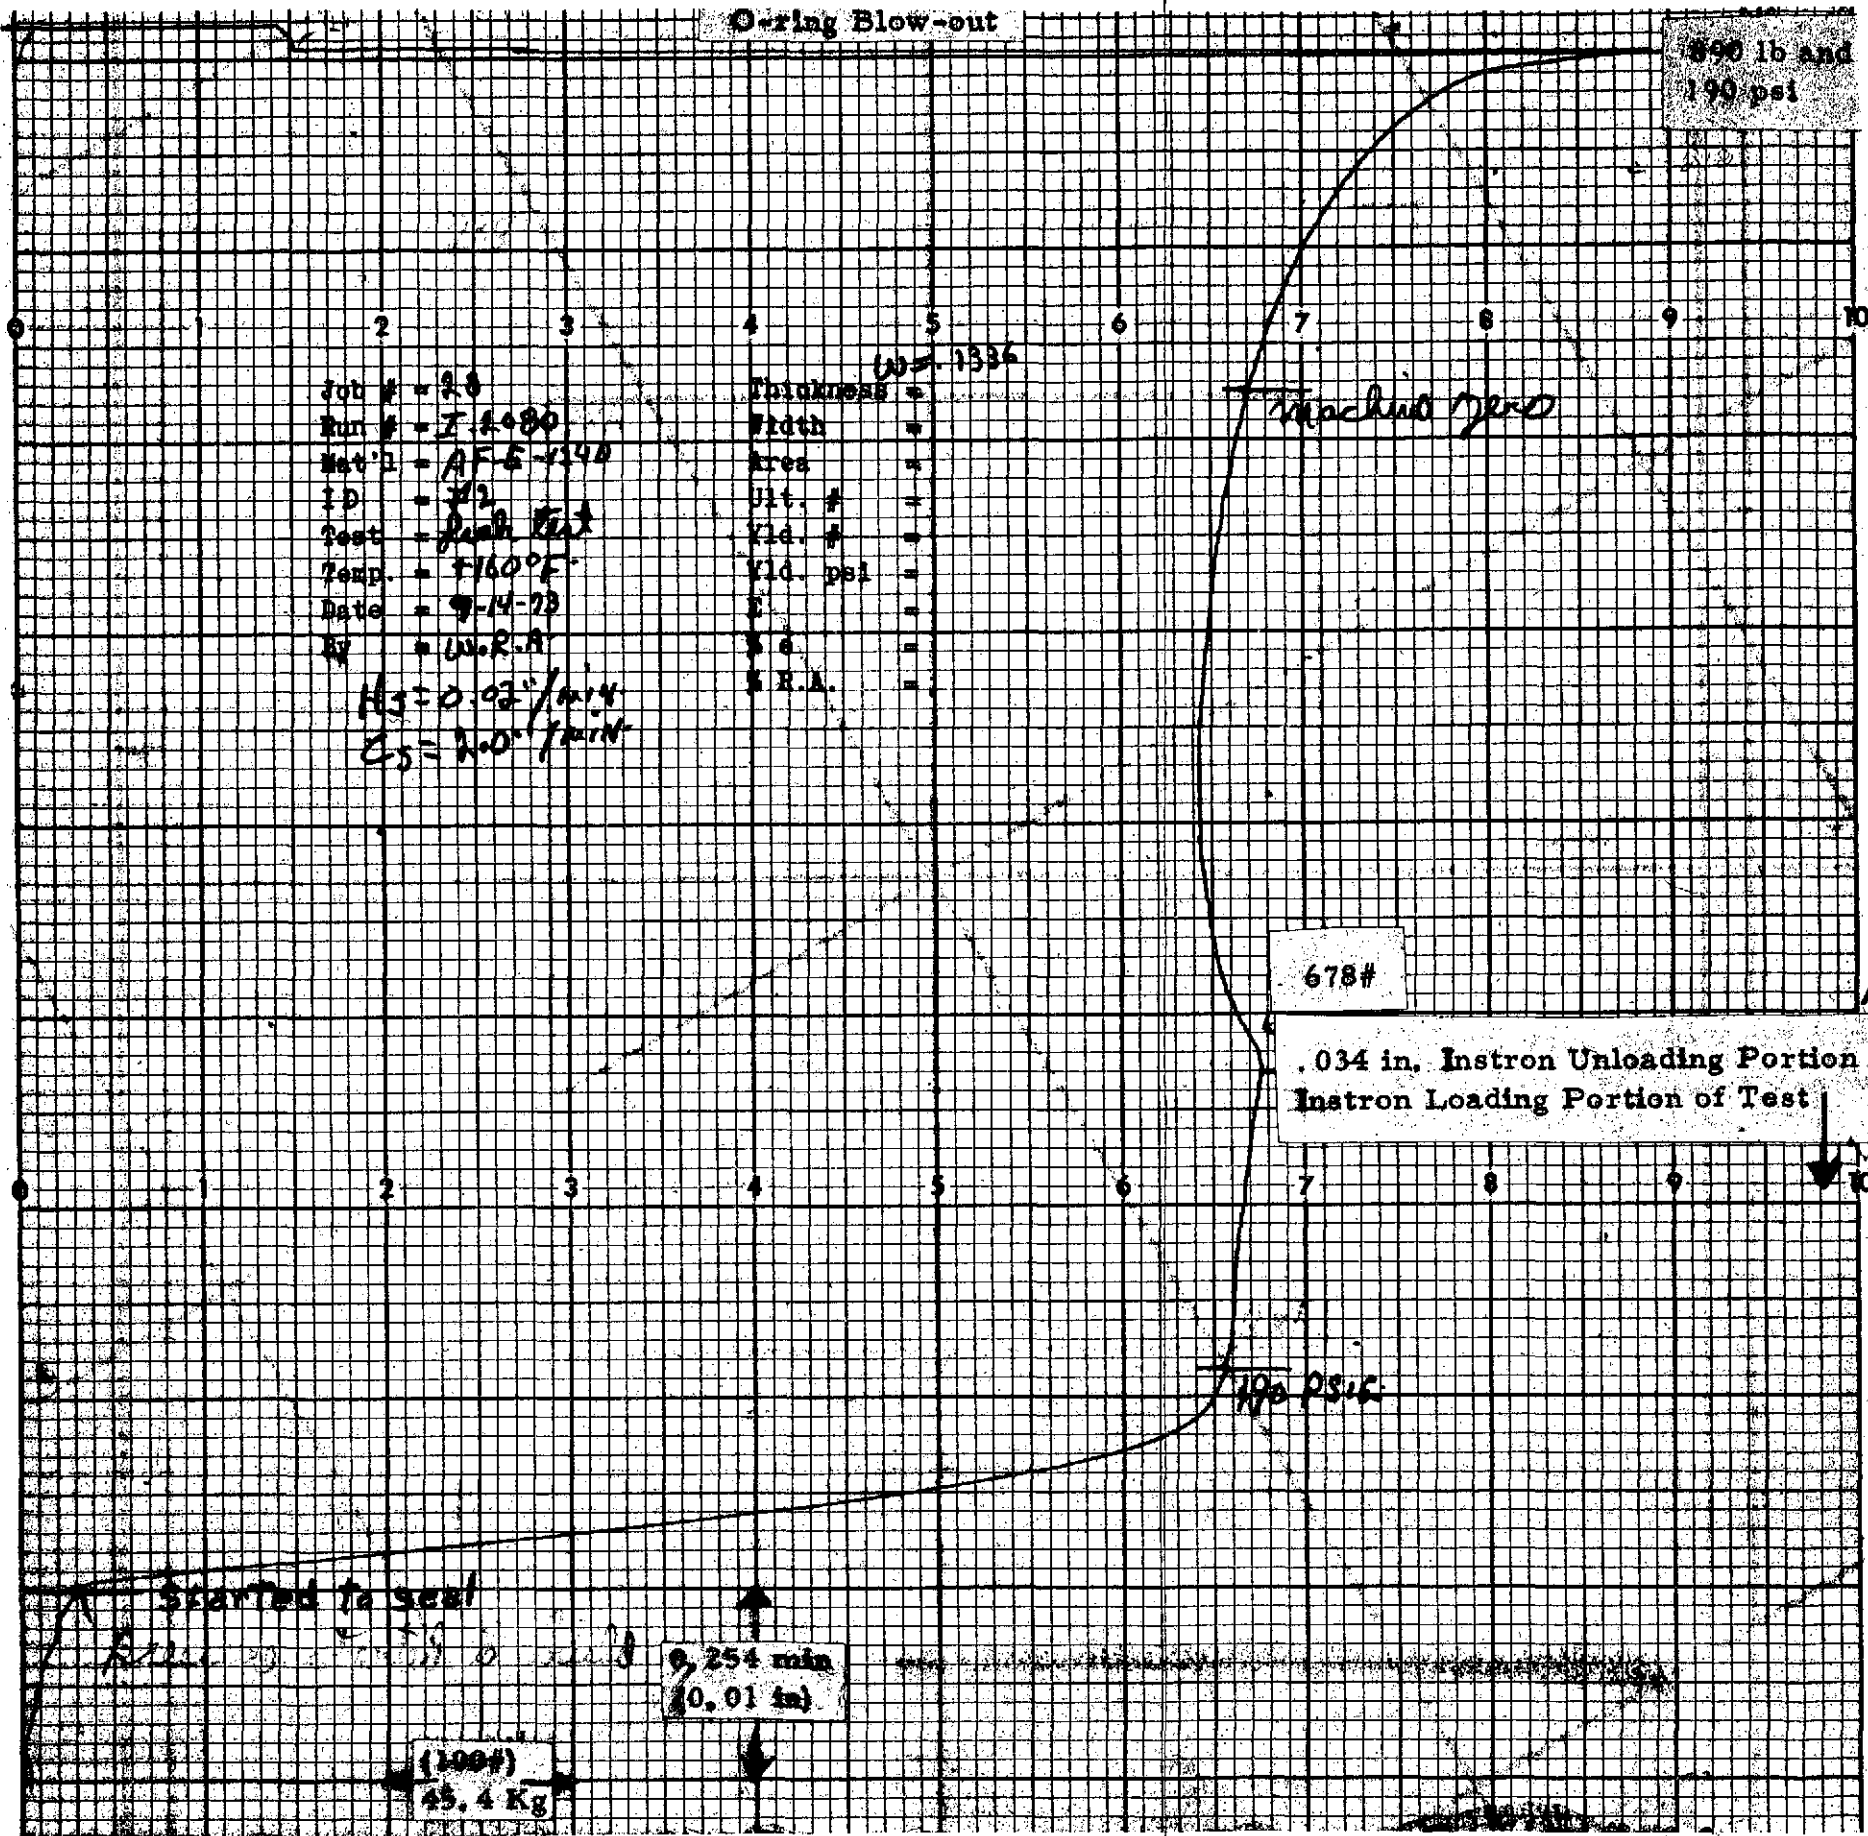 O-ring Blow-out
890 lb and
190 psi
0 1 2 3 4 5 6 7 8 9 10
W = .1336
Job # = 28
Run # = I-2080
Mat'l = AF-E-124D
ID = #2
Test = Leak Test
Temp. = +160°F
Date = 9-14-73
By = W.R.A
Hs = 0.02"/min
Cs = 2.0"/min
Thickness =
Width =
Area =
Ult. # =
Yld. # =
Yld. psi =
E =
% e =
% R.A. =
machine zero
678#
.034 in. Instron Unloading Portion
Instron Loading Portion of Test
0 1 2 3 4 5 6 7 8 9 10
190 PSIG
Started to seal
0.254 mm
(0.01 in)
(100#)
45.4 Kg